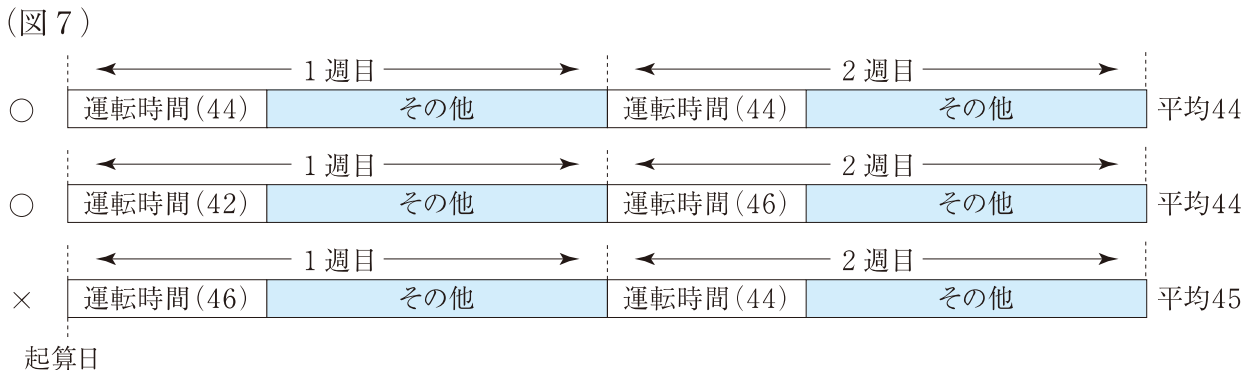 (図7)
1週目 2週目
○ 運転時間(44) その他 運転時間(44) その他 平均44
1週目 2週目
○ 運転時間(42) その他 運転時間(46) その他 平均44
1週目 2週目
× 運転時間(46) その他 運転時間(44) その他 平均45
起算日